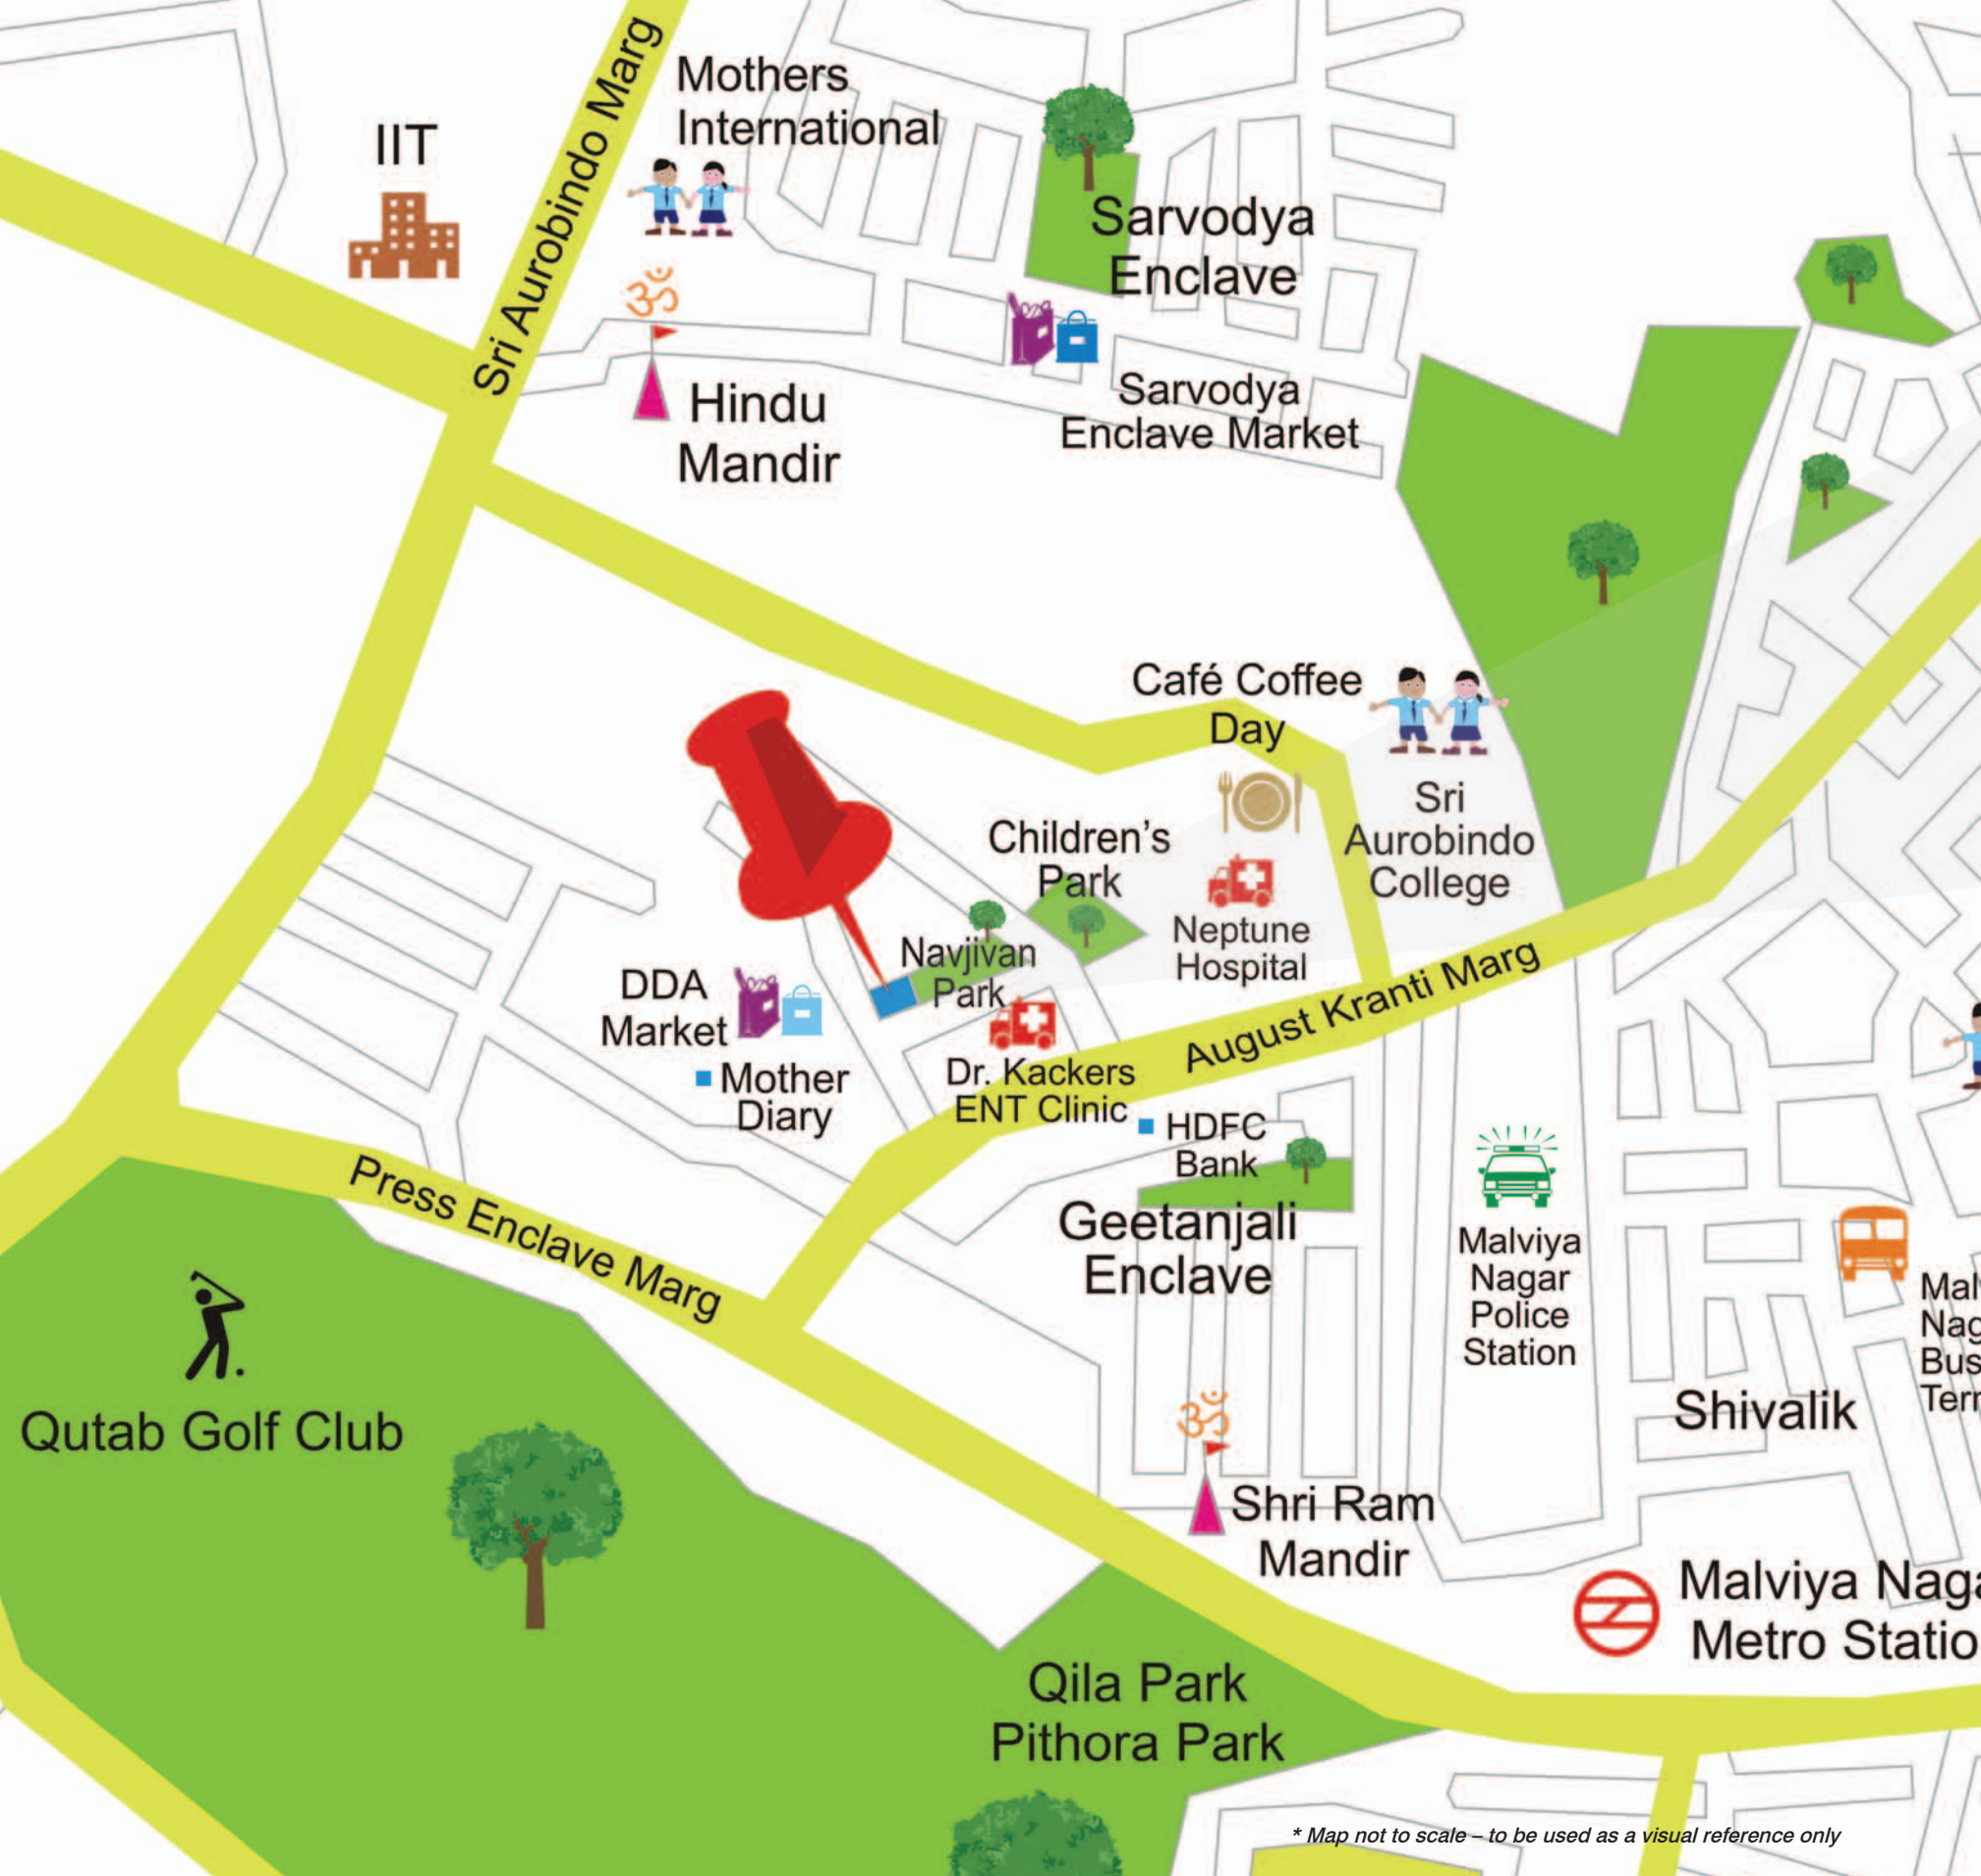 Sri Aurobindo Marg
Mothers
International
IIT
Sarvodya
Enclave
ॐ
Hindu
Mandir
Sarvodya
Enclave Market
Café Coffee
Day
Sri
Aurobindo
College
Children's
Park
Neptune
Hospital
Navjivan
Park
DDA
Market
Mother
Diary
Dr. Kackers
ENT Clinic
August Kranti Marg
HDFC
Bank
Geetanjali
Enclave
Malviya
Nagar
Police
Station
Press Enclave Marg
Qutab Golf Club
Shivalik
ॐ
Shri Ram
Mandir
Malviya
Metro
Qila Park
Pithora Park
* Map not to scale – to be used as a visual reference only